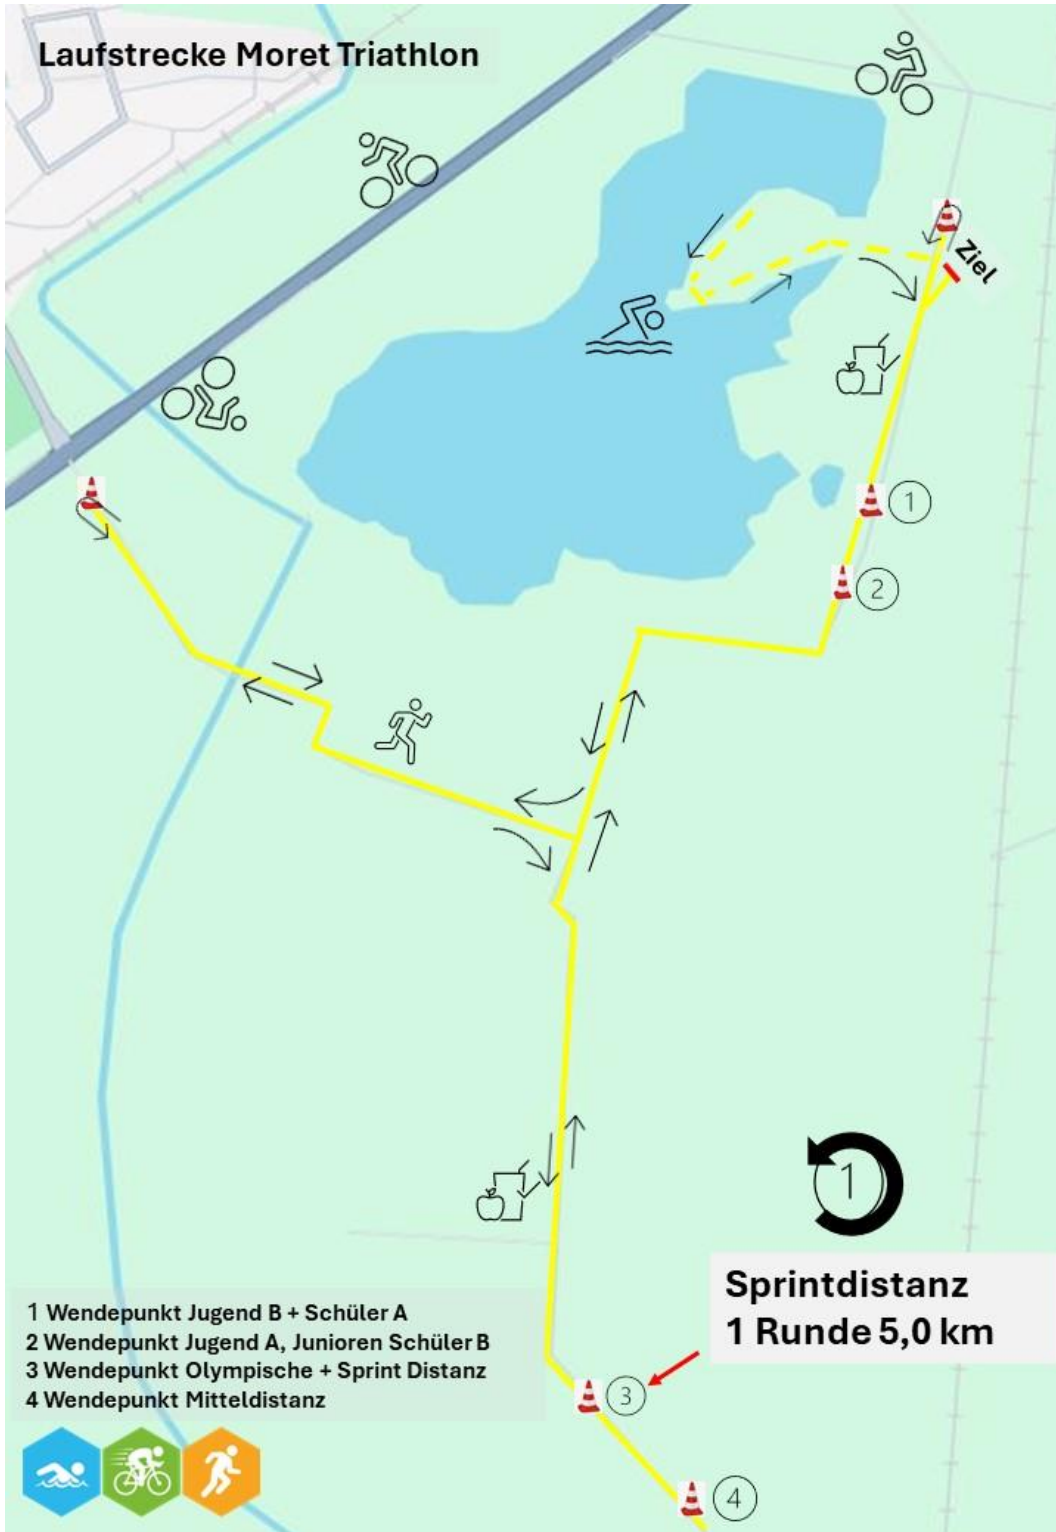 Laufstrecke Moret Triathlon
Ziel
1
2
1
Sprintdistanz
1 Runde 5,0 km
1 Wendepunkt Jugend B + Schüler A
2 Wendepunkt Jugend A, Junioren Schüler B
3 Wendepunkt Olympische + Sprint Distanz
4 Wendepunkt Mitteldistanz
3
4